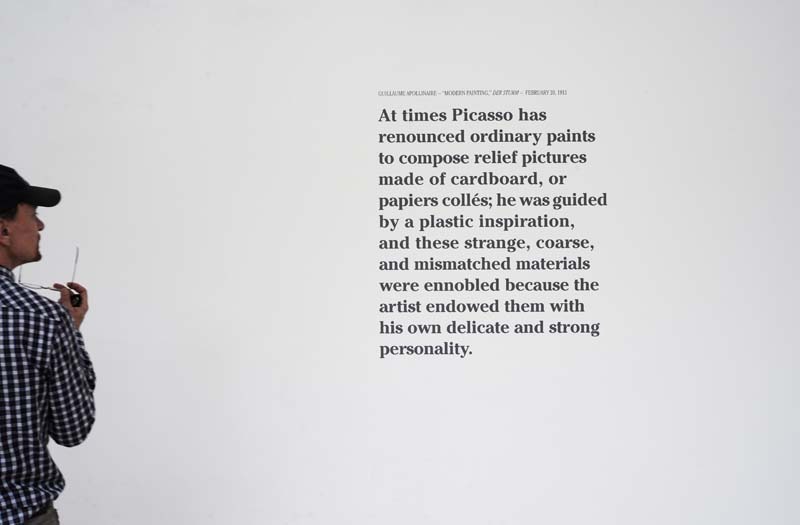 GUILLAUME APOLLINAIRE – "MODERN PAINTING," DER STURM – FEBRUARY 20, 1913
At times Picasso has
renounced ordinary paints
to compose relief pictures
made of cardboard, or
papiers collés; he was guided
by a plastic inspiration,
and these strange, coarse,
and mismatched materials
were ennobled because the
artist endowed them with
his own delicate and strong
personality.